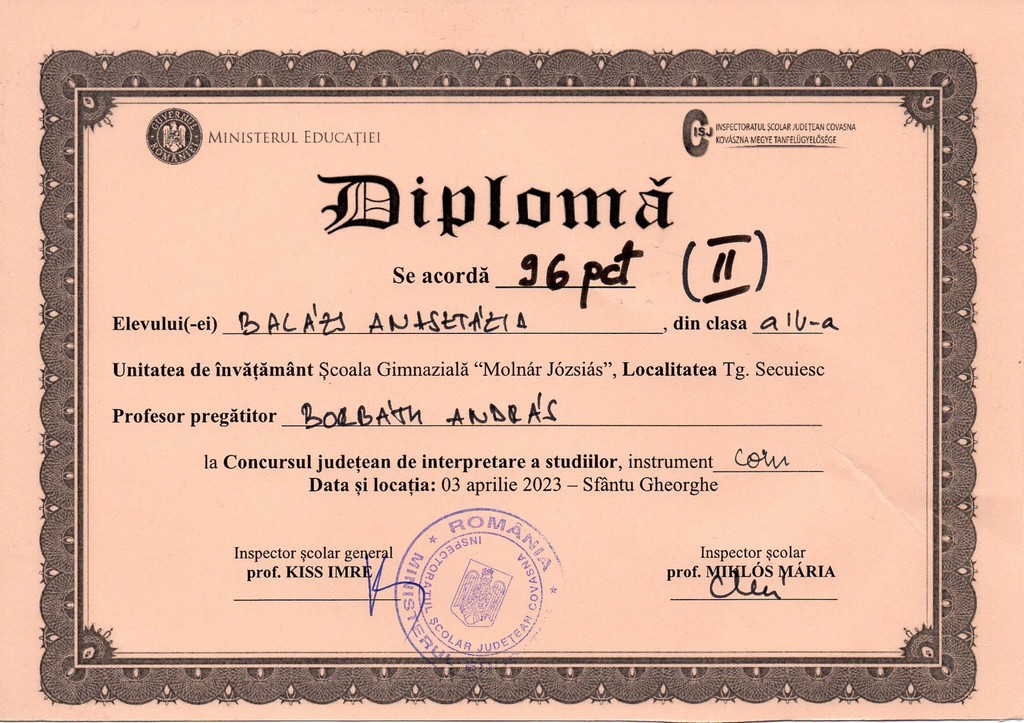 GUVERNUL ROMÂNIEI
MINISTERUL EDUCAȚIEI
CISJ
INSPECTORATUL ȘCOLAR JUDEȚEAN COVASNA
KOVÁSZNA MEGYE TANFELÜGYELŐSÉGE
Diplomă
Se acordă 96 pct (II)
Elevului(-ei) BALÁZS ANASZTÁZIA, din clasa a IV-a
Unitatea de învățământ Școala Gimnazială “Molnár Józsiás”, Localitatea Tg. Secuiesc
Profesor pregătitor BORBÁTH ANDRÁS
la Concursul județean de interpretare a studiilor, instrument corn
Data și locația: 03 aprilie 2023 – Sfântu Gheorghe
Inspector școlar general
prof. KISS IMRE
Inspector școlar
prof. MIKLÓS MÁRIA
* ROMÂNIA *
MINISTERUL
INSPECTORATUL ȘCOLAR JUDEȚEAN COVASNA